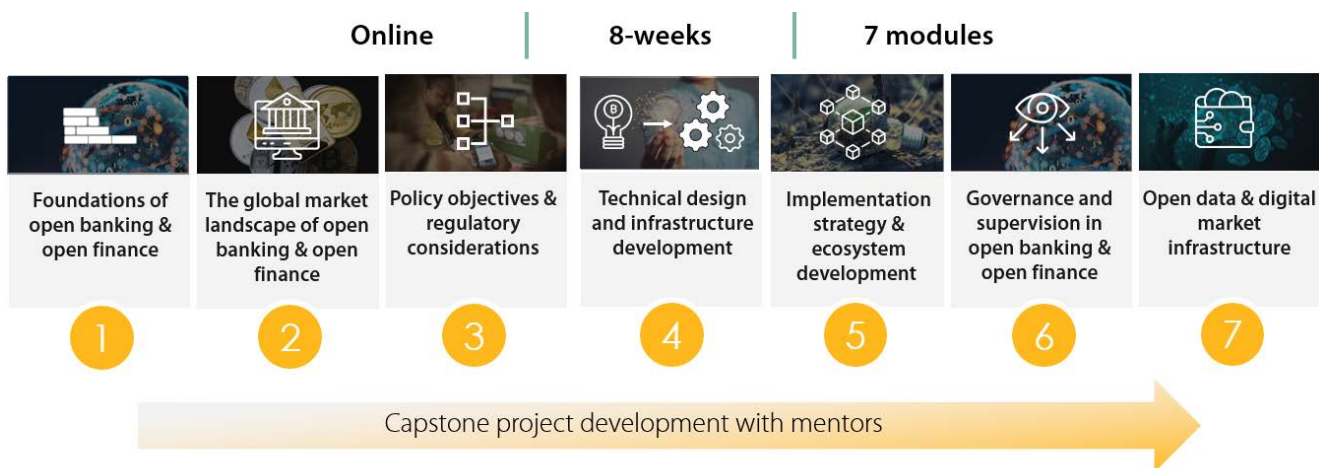 Online
8-weeks
7 modules
Foundations of
open banking &
open finance
The global market
landscape of open
banking & open
finance
Policy objectives &
regulatory
considerations
Technical design
and infrastructure
development
Implementation
strategy &
ecosystem
development
Governance and
supervision in
open banking &
open finance
Open data & digital
market
infrastructure
1
2
3
4
5
6
7
Capstone project development with mentors